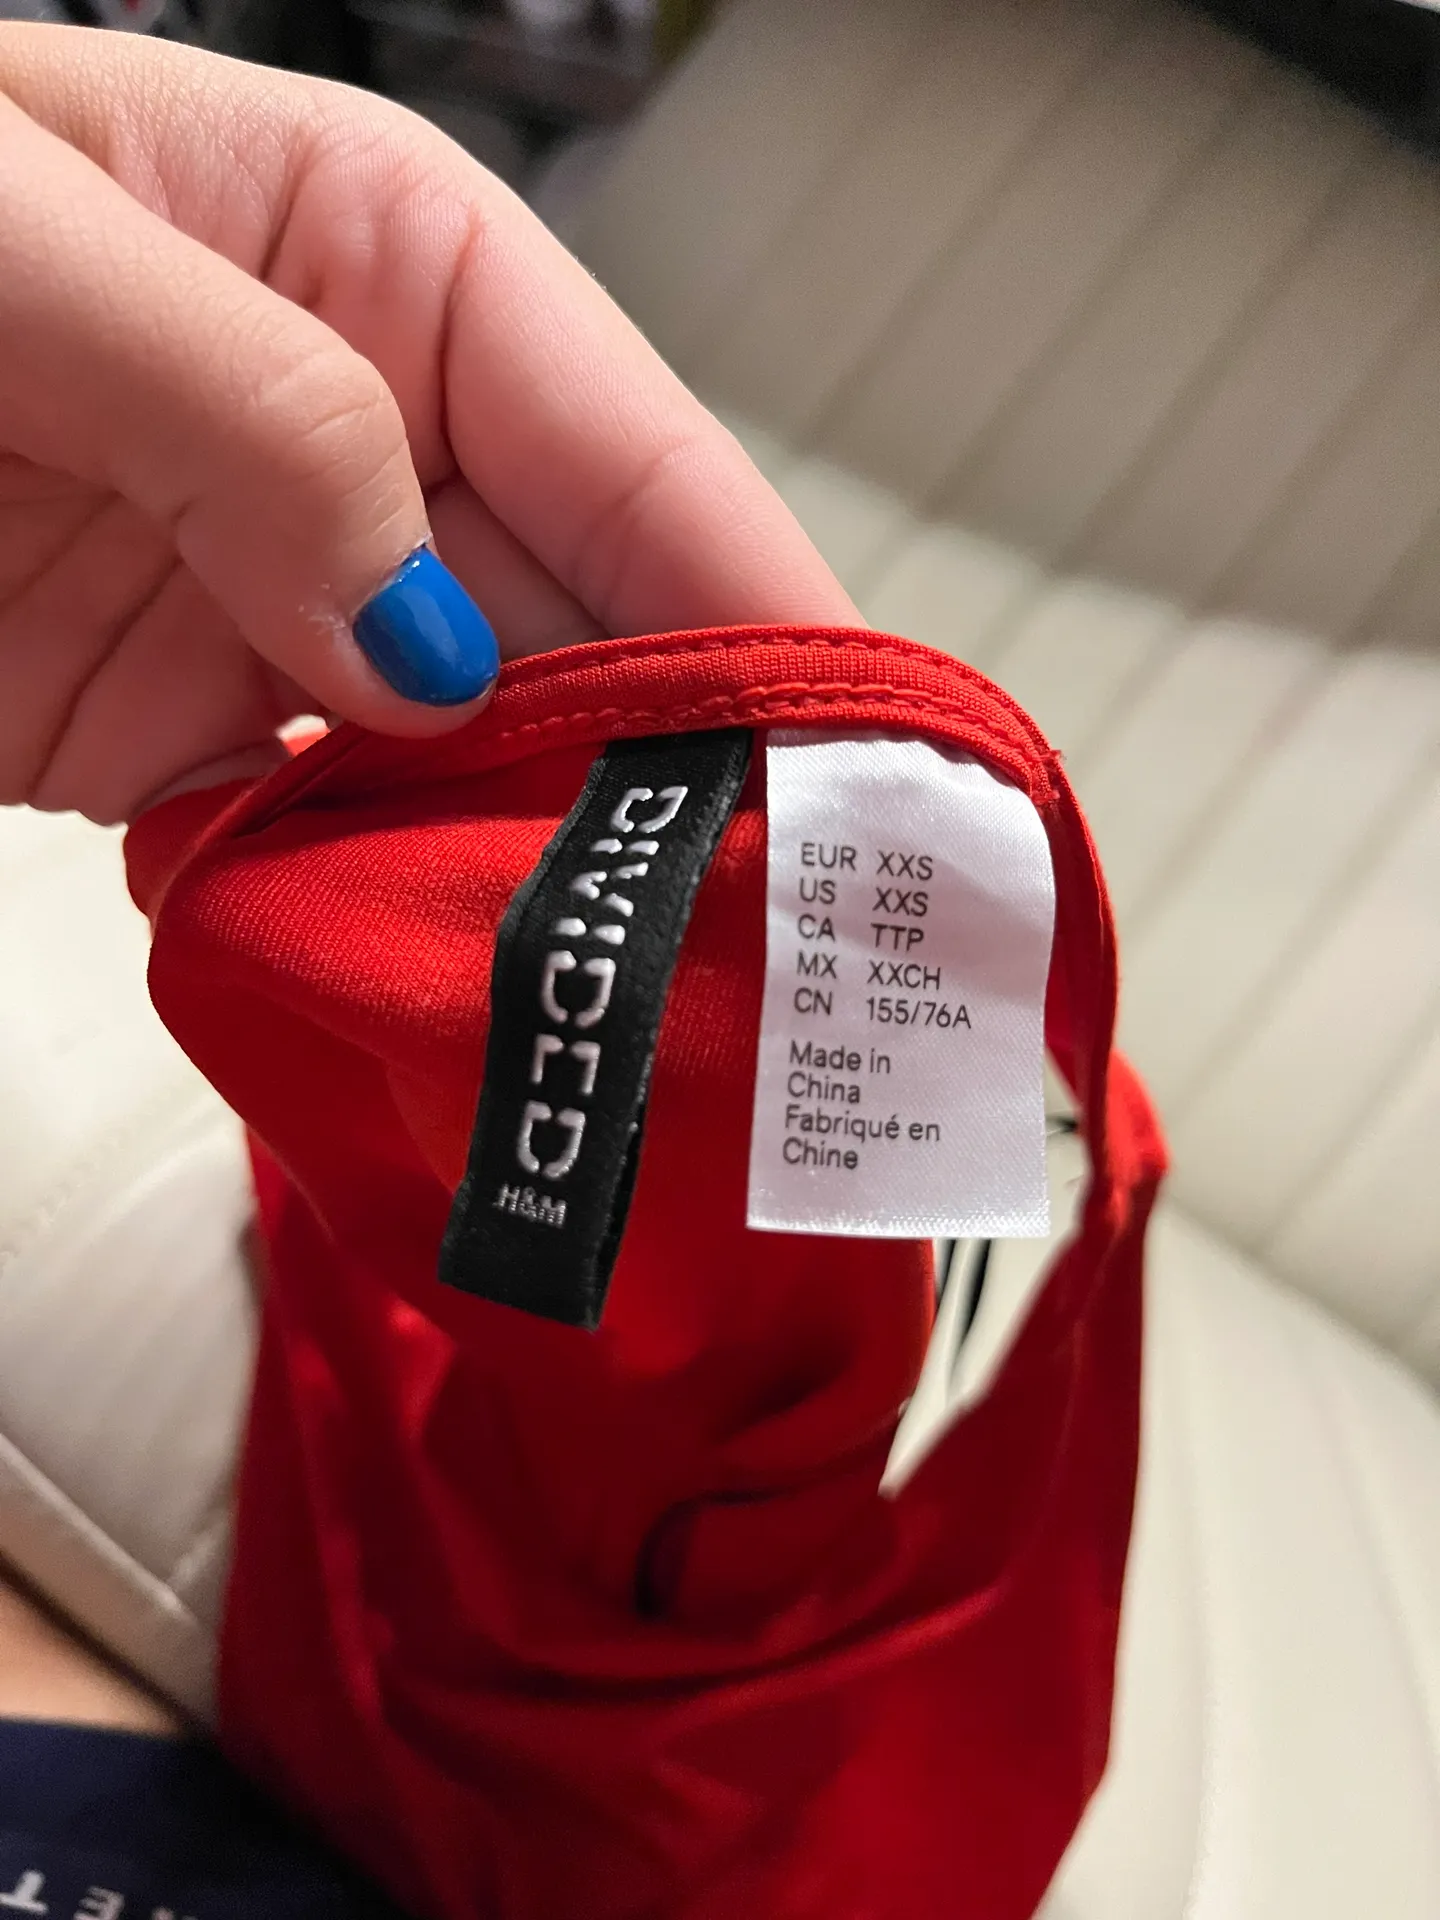 DIVIDED
H&M
EUR XXS
US XXS
CA TTP
MX XXCH
CN 155/76A
Made in
China
Fabriqué en
Chine